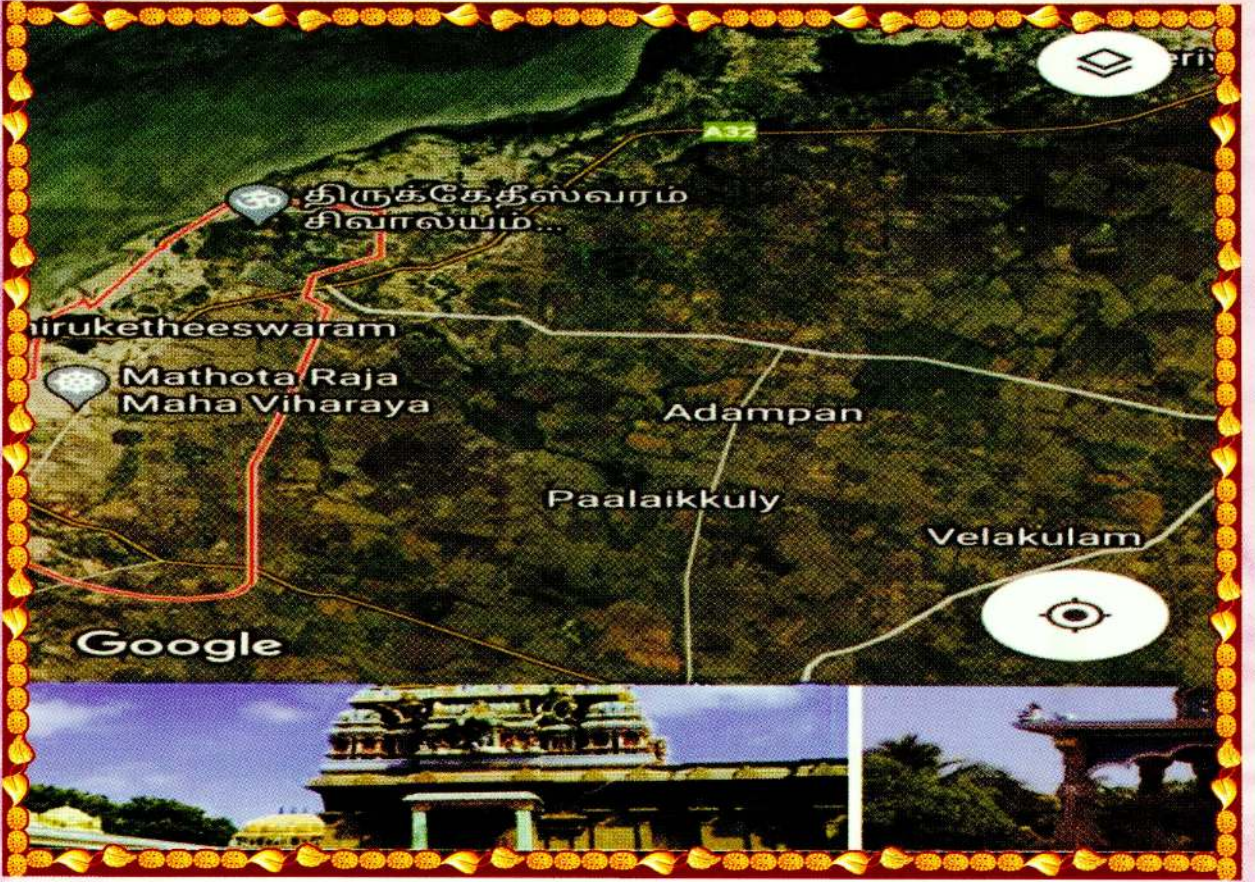 A32
திருக்கேதீஸ்வரம்
சிவாலயம்...
hiruketheeswaram
Mathota Raja
Maha Viharaya
Adampan
Paalaikkuly
Velakulam
Google